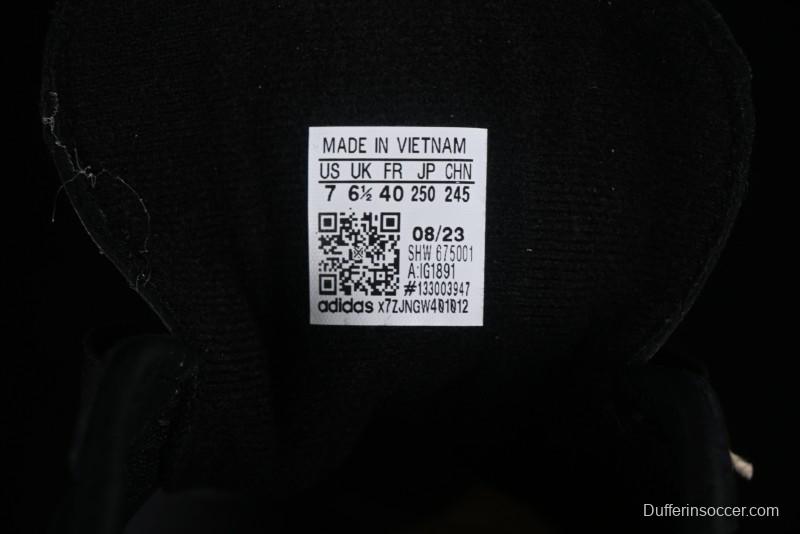 MADE IN VIETNAM
US UK FR JP CHN
7 6½ 40 250 245
08/23
SHW 675001
A:IG1891
#133003947
adidas x7ZJNGW401012
Dufferinsoccer.com